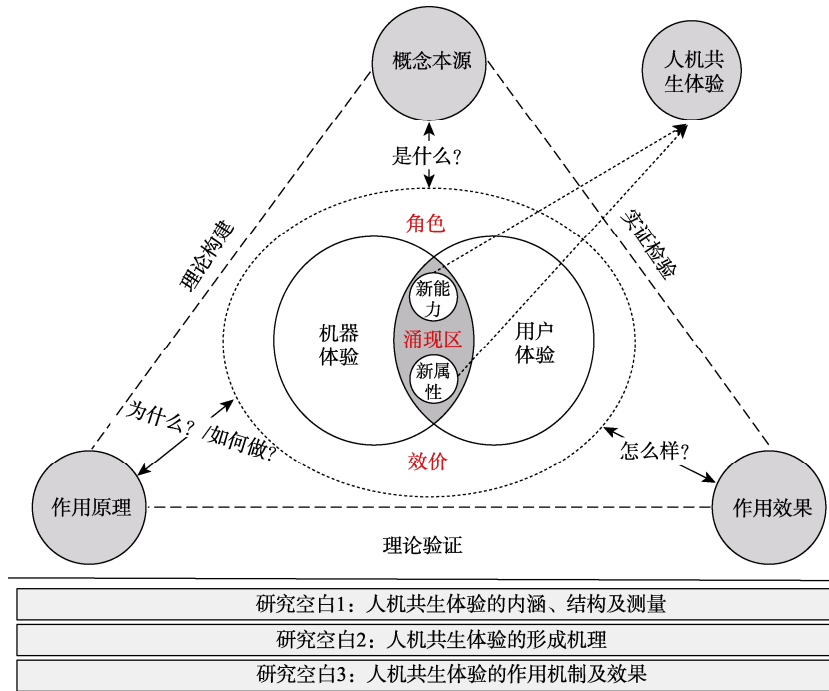 概念本源
人机共
生体验
是什么？
角色
理论构建
实证检验
新能
力
机器
体验
涌现区
用户
体验
新属
性
为什么？/如何做？
效价
怎么样？
作用原理
作用效果
理论验证
研究空白1：人机共生体验的内涵、结构及测量
研究空白2：人机共生体验的形成机理
研究空白3：人机共生体验的作用机制及效果